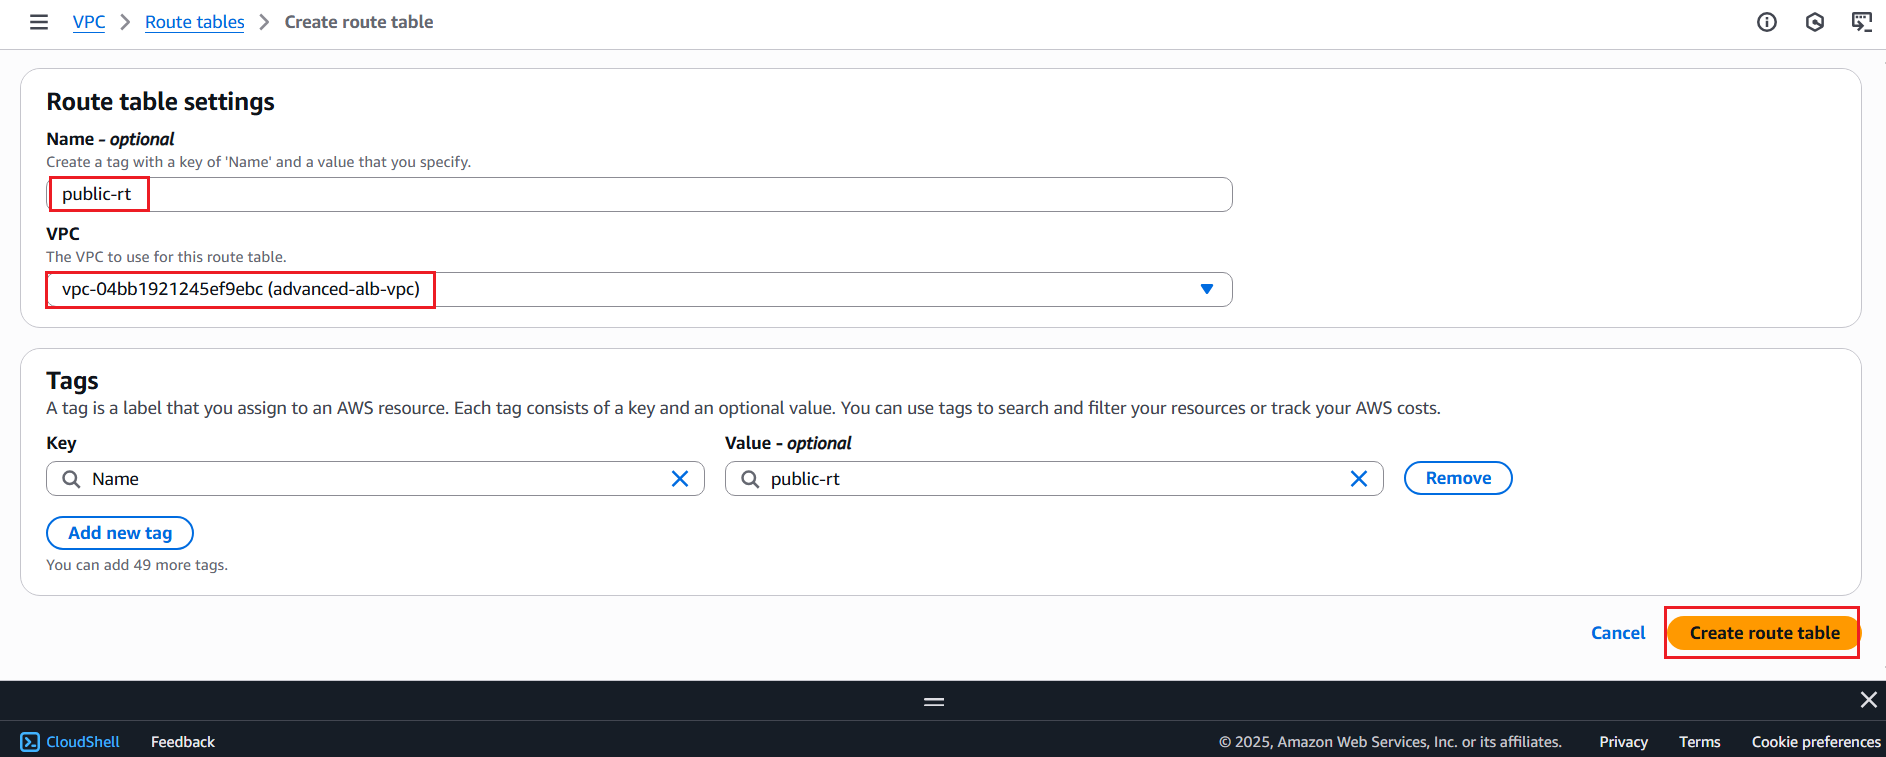 VPC > Route tables > Create route table
Route table settings
Name - optional
Create a tag with a key of 'Name' and a value that you specify.
public-rt
VPC
The VPC to use for this route table.
vpc-04bb1921245ef9ebc (advanced-alb-vpc)
Tags
A tag is a label that you assign to an AWS resource. Each tag consists of a key and an optional value. You can use tags to search and filter your resources or track your AWS costs.
Key Value - optional
Name public-rt Remove
Add new tag
You can add 49 more tags.
Cancel Create route table
CloudShell Feedback © 2025, Amazon Web Services, Inc. or its affiliates. Privacy Terms Cookie preferences